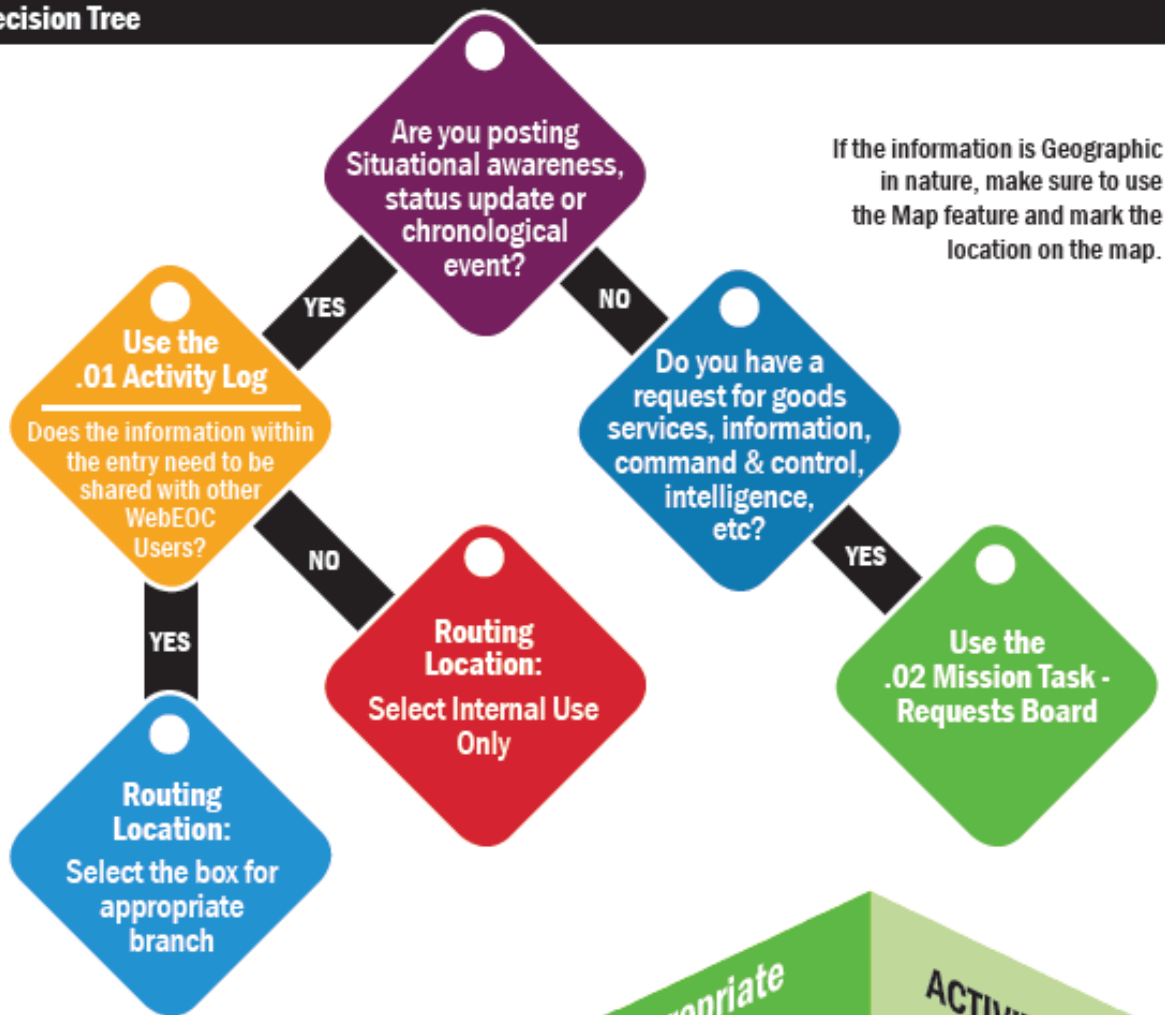 Decision Tree
Are you posting
Situational awareness,
status update or
chronological
event?
If the information is Geographic
in nature, make sure to use
the Map feature and mark the
location on the map.
YES
NO
Use the
.01 Activity Log
Does the information within
the entry need to be
shared with other
WebEOC
Users?
Do you have a
request for goods
services, information,
command & control,
intelligence,
etc?
NO
YES
YES
Routing
Location:
Select Internal Use
Only
Use the
.02 Mission Task -
Requests Board
Routing
Location:
Select the box for
appropriate
branch